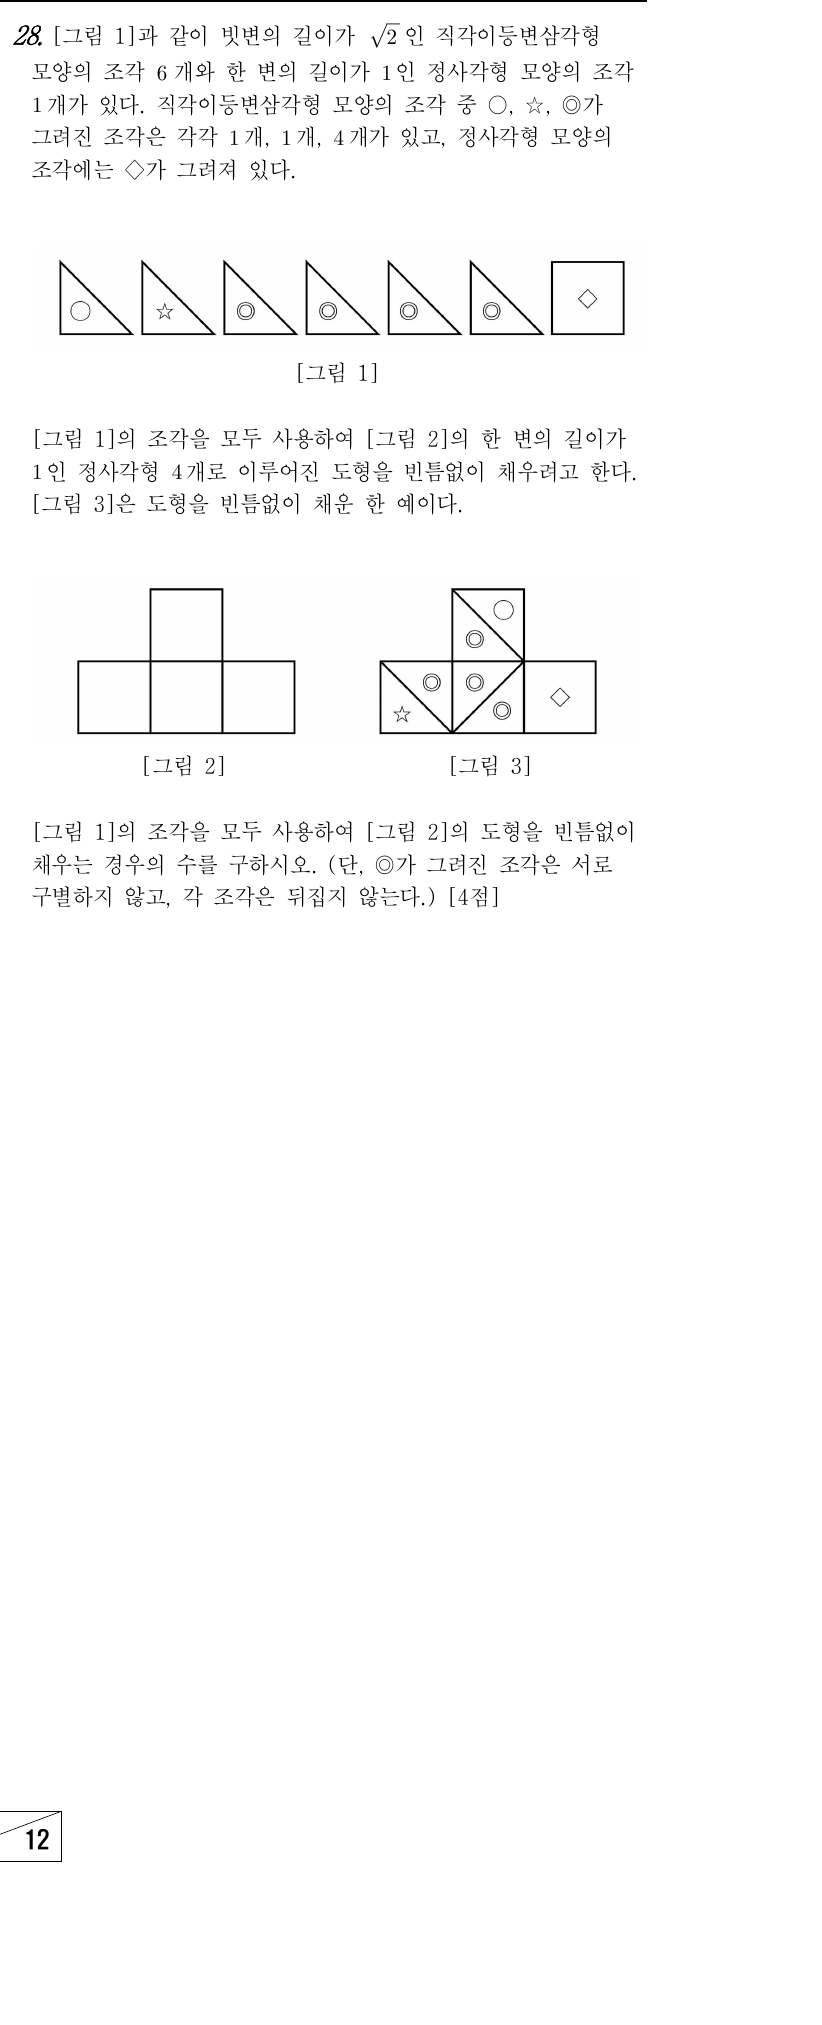 28. [그림 1]과 같이 빗변의 길이가 √2 인 직각이등변삼각형
모양의 조각 6개와 한 변의 길이가 1인 정사각형 모양의 조각
1개가 있다. 직각이등변삼각형 모양의 조각 중 ○, ☆, ◎가
그려진 조각은 각각 1개, 1개, 4개가 있고, 정사각형 모양의
조각에는 ◇가 그려져 있다.
○ ☆ ◎ ◎ ◎ ◎ ◇
[그림 1]
[그림 1]의 조각을 모두 사용하여 [그림 2]의 한 변의 길이가
1인 정사각형 4개로 이루어진 도형을 빈틈없이 채우려고 한다.
[그림 3]은 도형을 빈틈없이 채운 한 예이다.
○
◎
◎ ◎
☆ ◎ ◇
[그림 2] [그림 3]
[그림 1]의 조각을 모두 사용하여 [그림 2]의 도형을 빈틈없이
채우는 경우의 수를 구하시오. (단, ◎가 그려진 조각은 서로
구별하지 않고, 각 조각은 뒤집지 않는다.) [4점]
12